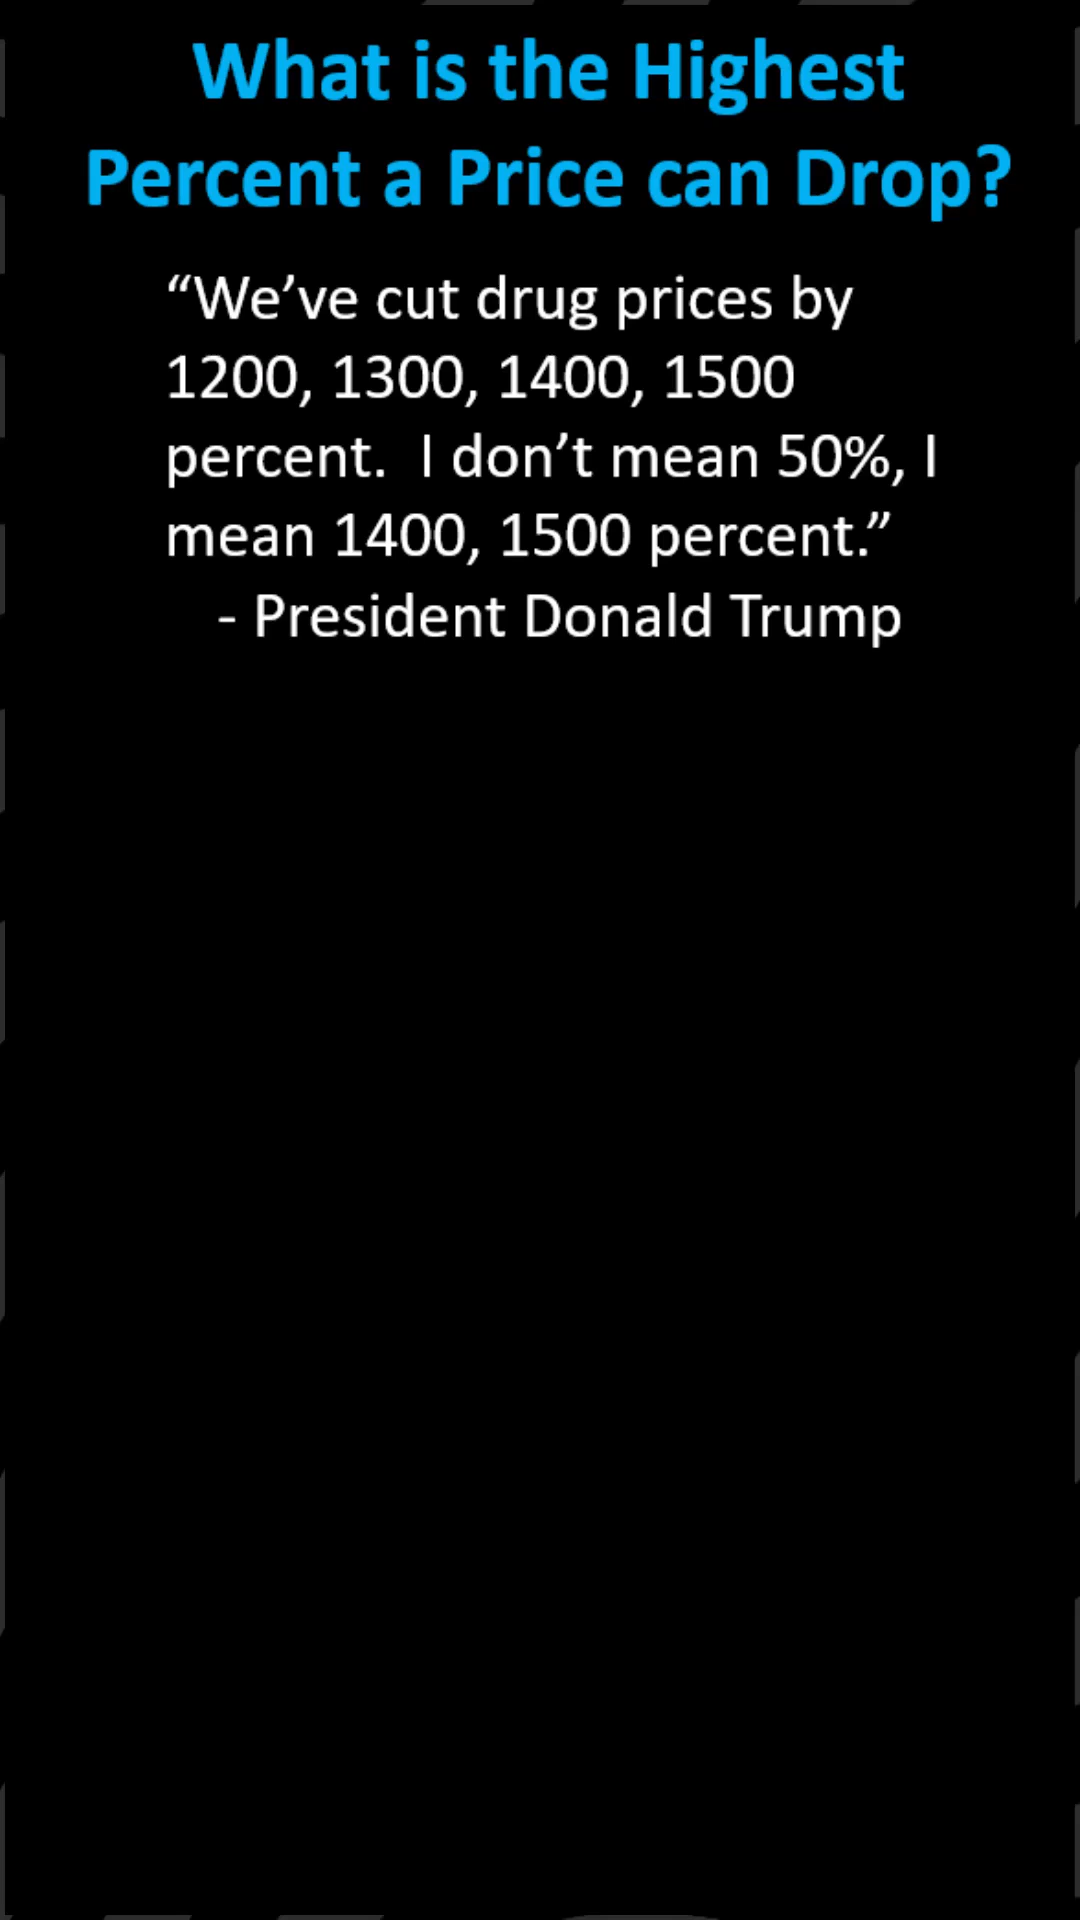 What is the Highest
Percent a Price can Drop?
“We’ve cut drug prices by
1200, 1300, 1400, 1500
percent.  I don’t mean 50%, I
mean 1400, 1500 percent.”
- President Donald Trump